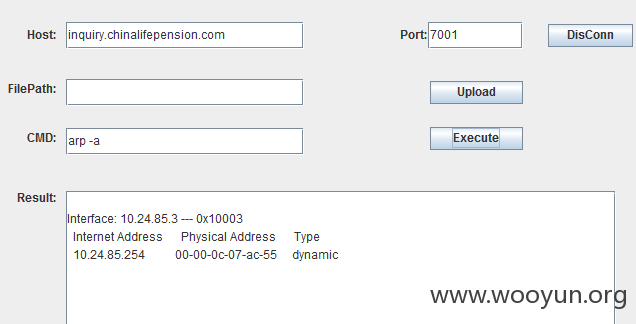 Host: inquiry.chinalifepension.com Port: 7001 DisConn
FilePath: Upload
CMD: arp -a Execute
Result:
Interface: 10.24.85.3 --- 0x10003
Internet Address Physical Address Type
10.24.85.254 00-00-0c-07-ac-55 dynamic
www.wooyun.org